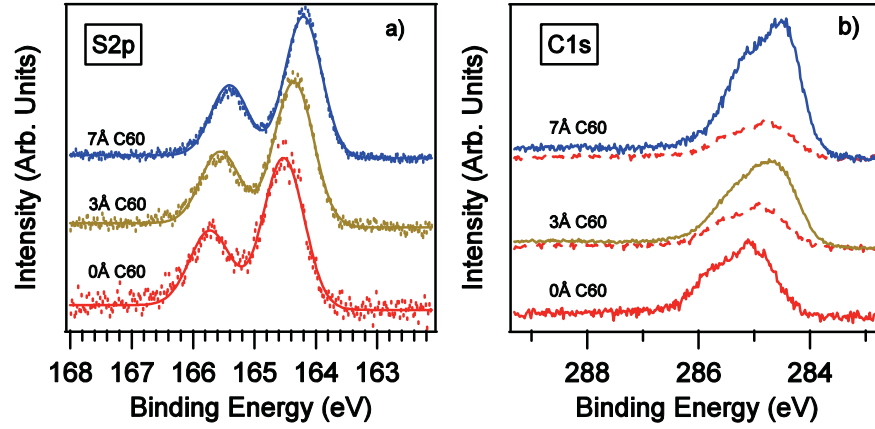 S2p
a)
7Å C60
3Å C60
0Å C60
168 167 166 165 164 163
Binding Energy (eV)
Intensity (Arb. Units)
C1s
b)
7Å C60
3Å C60
0Å C60
288 286 284
Binding Energy (eV)
Intensity (Arb. Units)